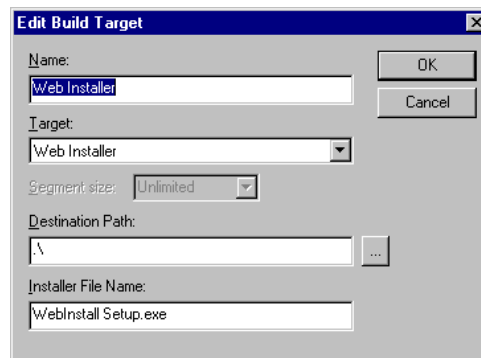 Edit Build Target
Name:
OK
Web Installer
Cancel
Target:
Web Installer
Segment size: Unlimited
Destination Path:
.\
...
Installer File Name:
WebInstall Setup.exe